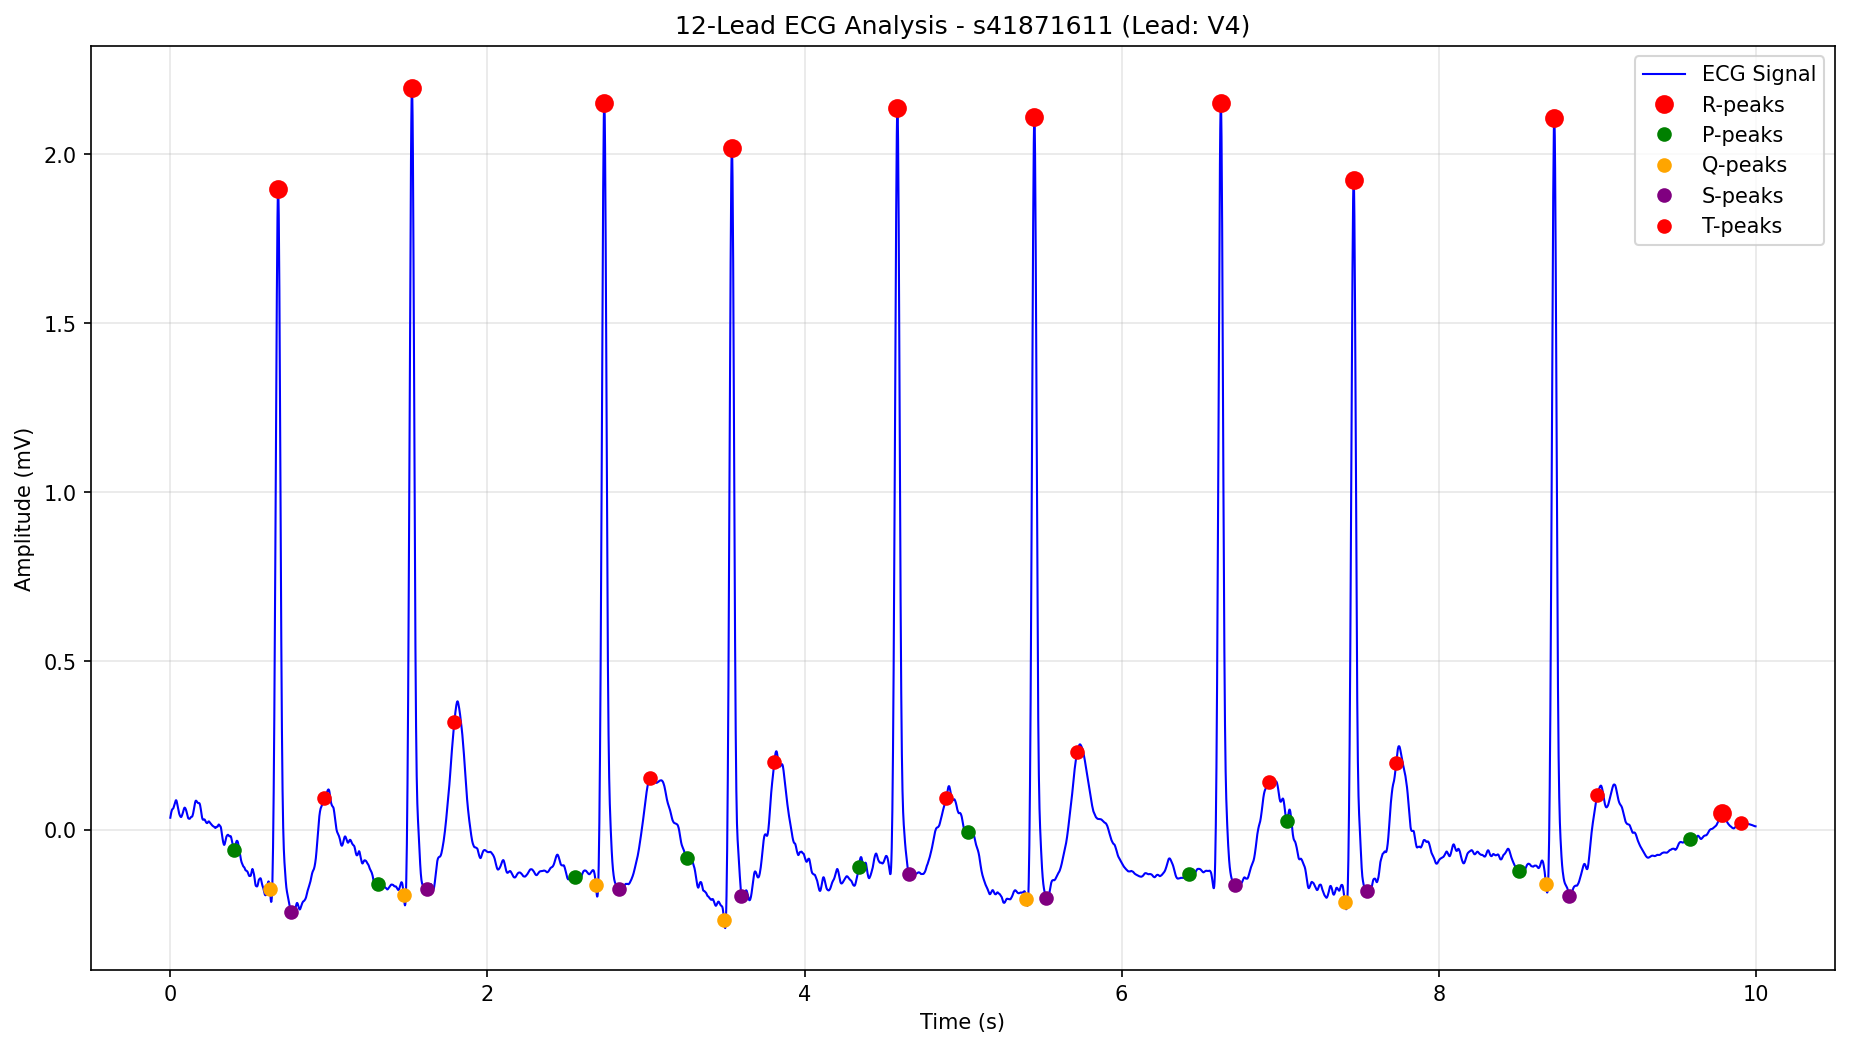 12-Lead ECG Analysis - s41871611 (Lead: V4)
ECG Signal
R-peaks
P-peaks
Q-peaks
S-peaks
T-peaks
Amplitude (mV)
2.0
1.5
1.0
0.5
0.0
0
2
4
6
8
10
Time (s)